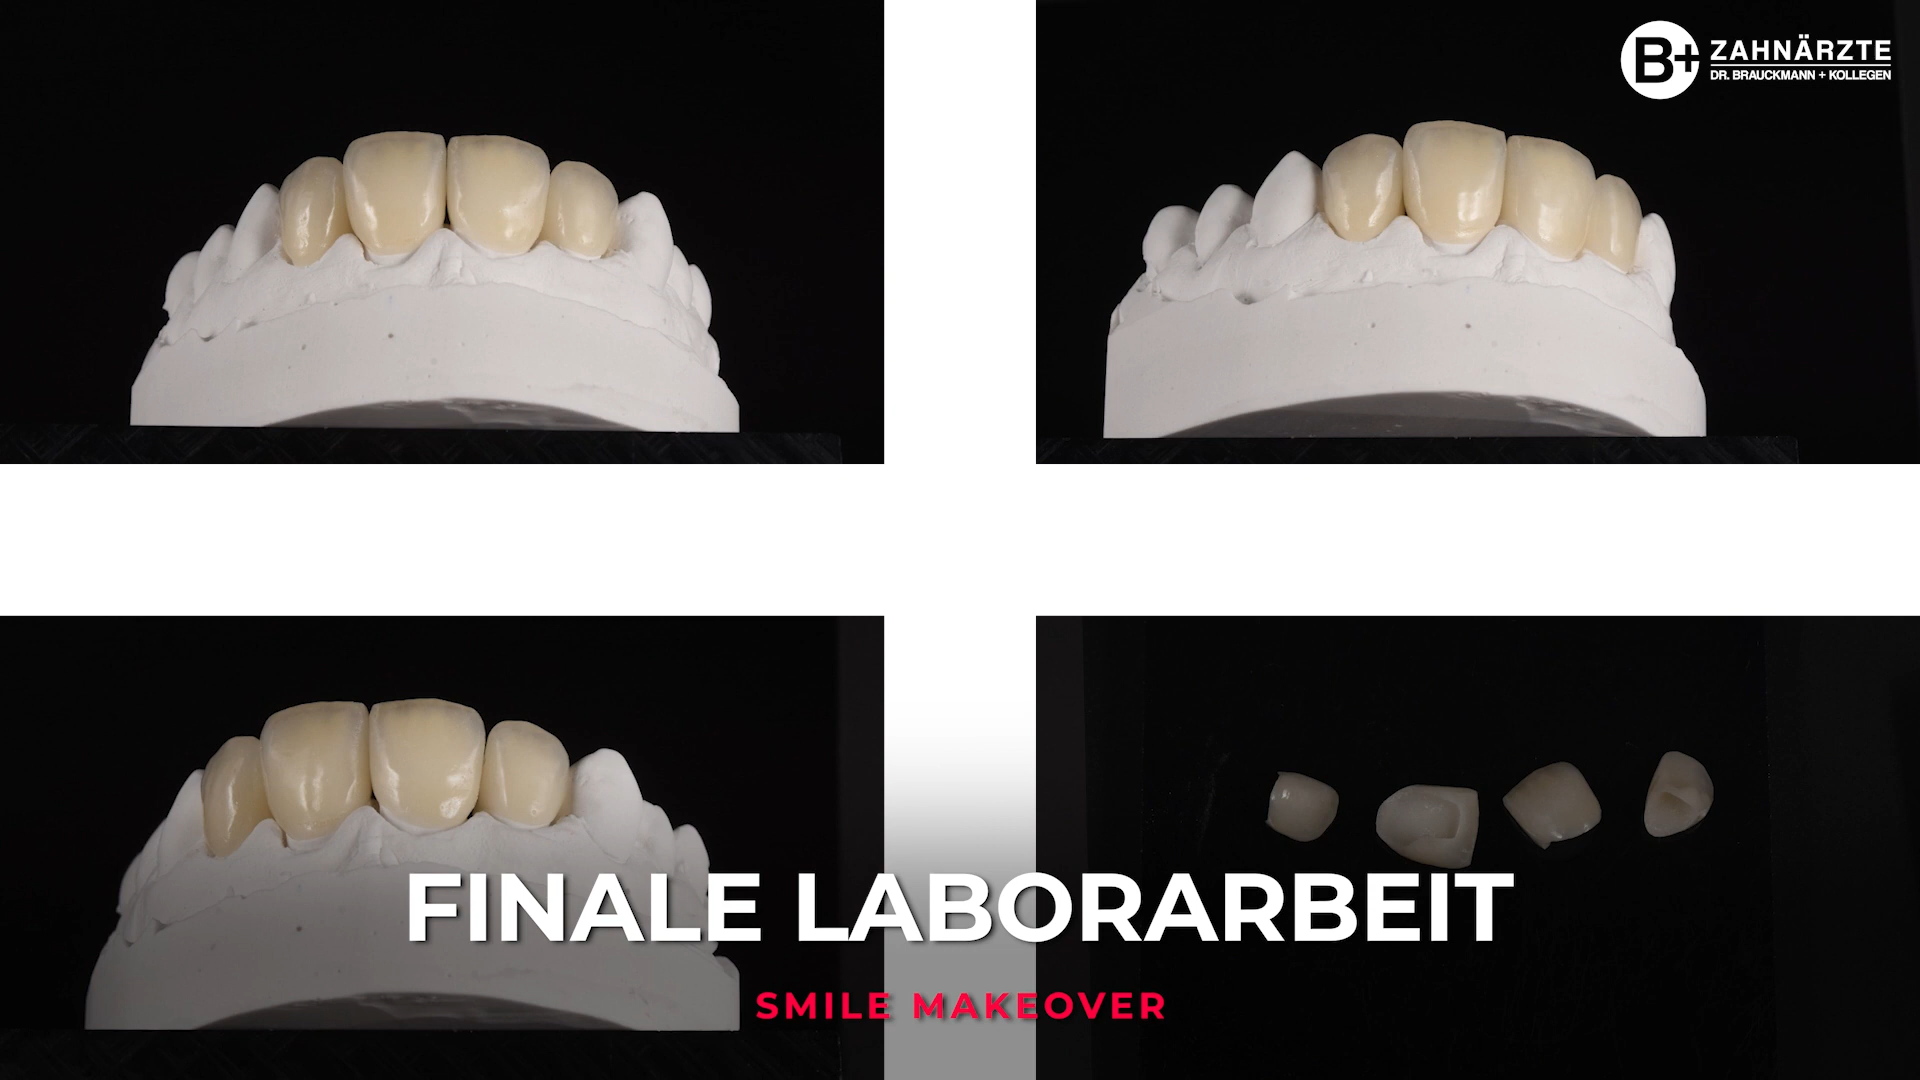 B+
ZAHNÄRZTE
DR. BRAUCKMANN + KOLLEGEN
FINALE LABORARBEIT
SMILE MAKEOVER